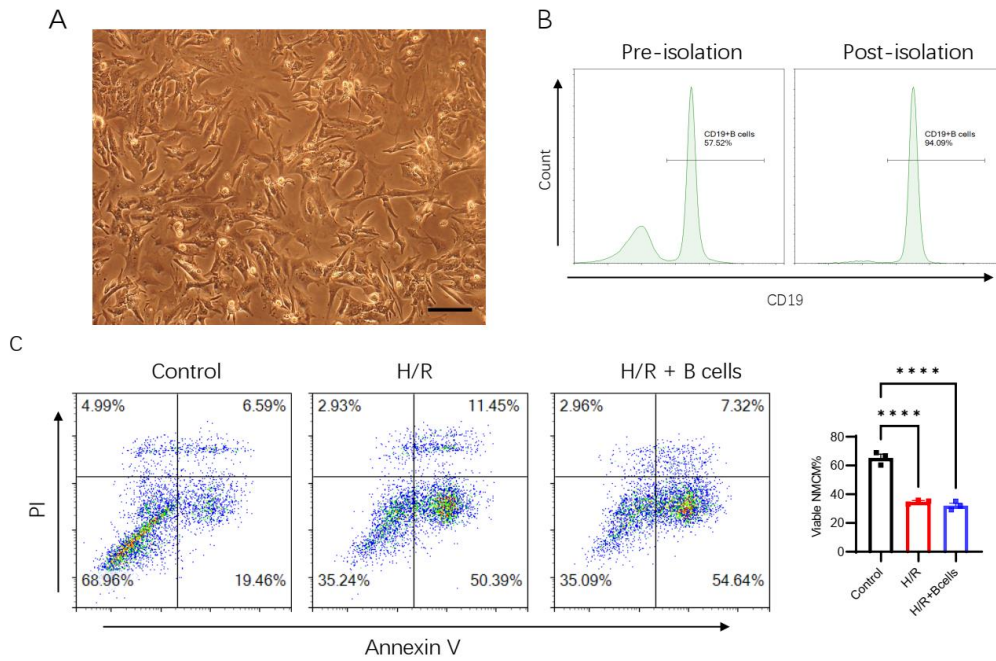 A
B
Pre-isolation
Post-isolation
CD19+B cells
57.52%
CD19+B cells
94.09%
Count
CD19
C
Control
H/R
H/R + B cells
4.99%
6.59%
2.93%
11.45%
2.96%
7.32%
68.96%
19.46%
35.24%
50.39%
35.09%
54.64%
PI
Annexin V
****
****
80
60
40
20
0
Viable NMCM%
Control
H/R
H/R+Bcells